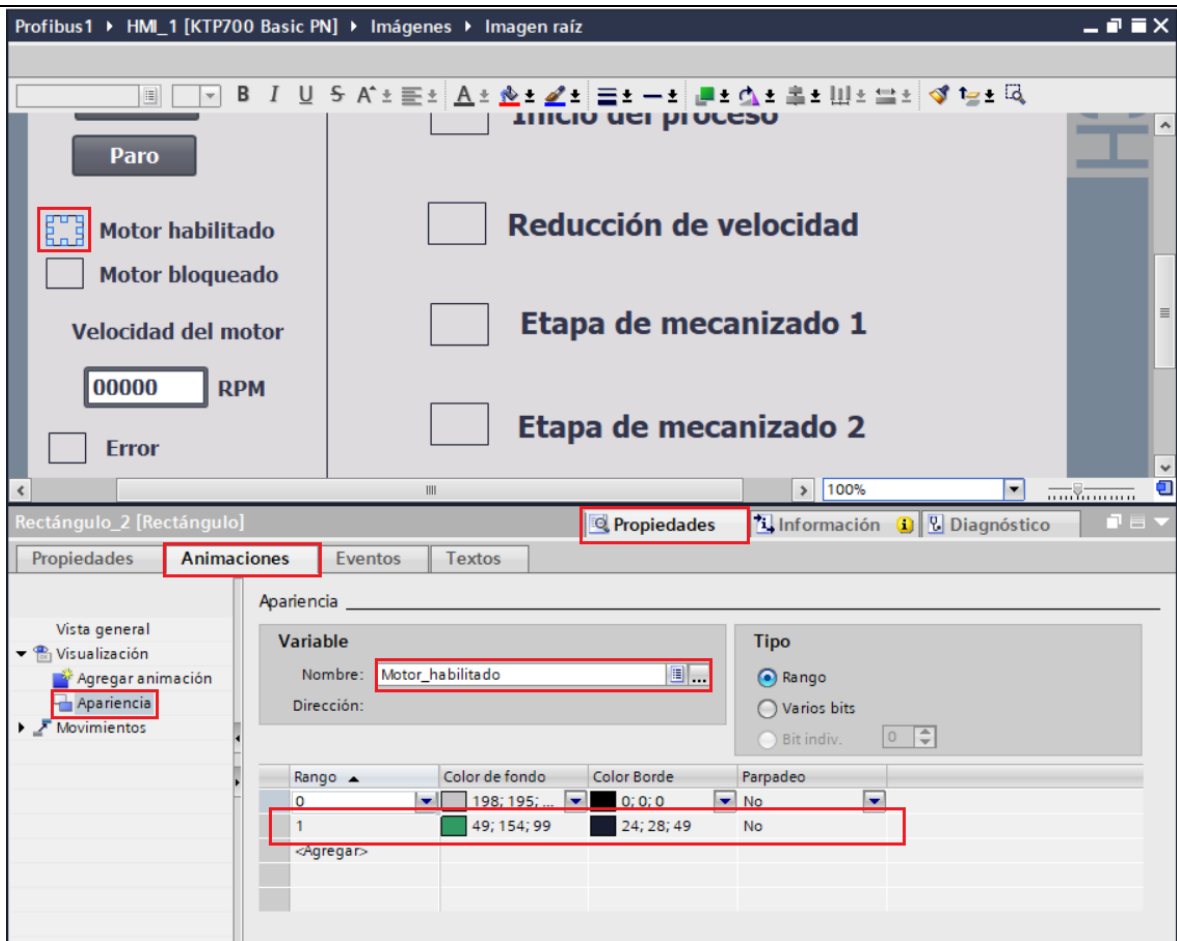 Profibus1 ▸ HMI_1 [KTP700 Basic PN] ▸ Imágenes ▸ Imagen raíz
B I U S A A
Inicio del proceso
Paro
Motor habilitado
Reducción de velocidad
Motor bloqueado
Velocidad del motor
Etapa de mecanizado 1
00000 RPM
Etapa de mecanizado 2
Error
100%
Rectángulo_2 [Rectángulo]
Propiedades Información Diagnóstico
Propiedades Animaciones Eventos Textos
Apariencia
Vista general
Visualización
Agregar animación
Apariencia
Movimientos
Variable
Nombre: Motor_habilitado
Dirección:
Tipo
Rango
Varios bits
Bit indiv. 0
Rango Color de fondo Color Borde Parpadeo
0 198; 195; ... 0; 0; 0 No
1 49; 154; 99 24; 28; 49 No
<Agregar>